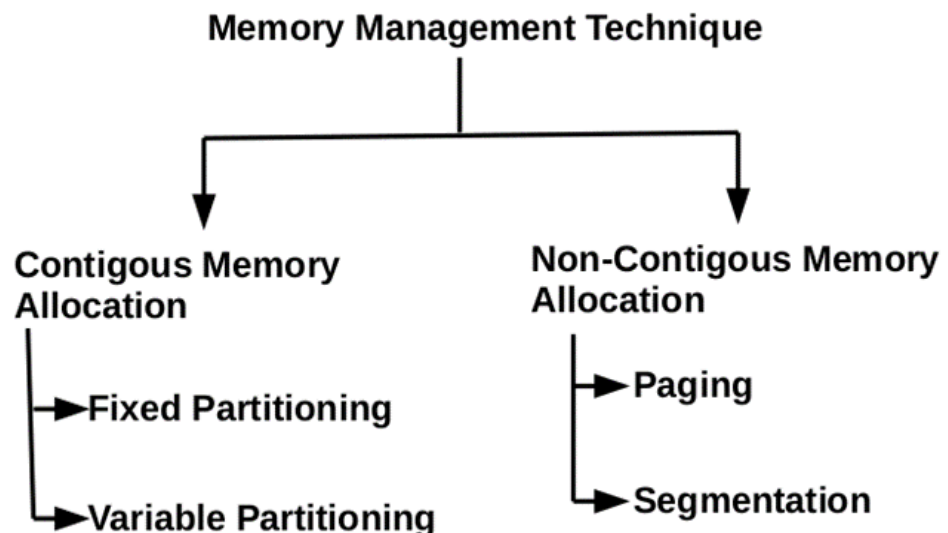 Memory Management Technique
Contigous Memory
Allocation
Fixed Partitioning
Variable Partitioning
Non-Contigous Memory
Allocation
Paging
Segmentation